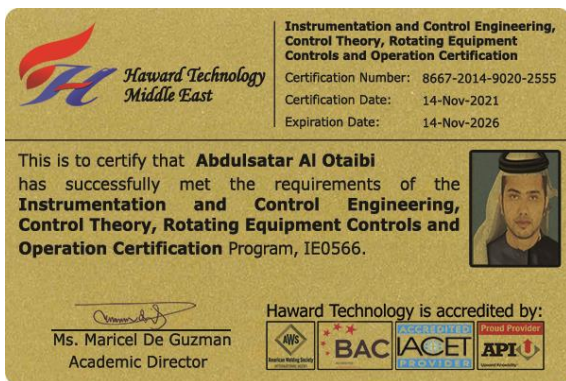 Haward Technology
Middle East
Instrumentation and Control Engineering,
Control Theory, Rotating Equipment
Controls and Operation Certification
Certification Number: 8667-2014-9020-2555
Certification Date: 14-Nov-2021
Expiration Date: 14-Nov-2026
This is to certify that Abdulsatar Al Otaibi
has successfully met the requirements of the
Instrumentation and Control Engineering,
Control Theory, Rotating Equipment Controls and
Operation Certification Program, IE0566.
Ms. Maricel De Guzman
Academic Director
Haward Technology is accredited by:
AWS
American Welding Society
BAC
ACCREDITED
IACET
PROVIDER
Proud Provider
API U